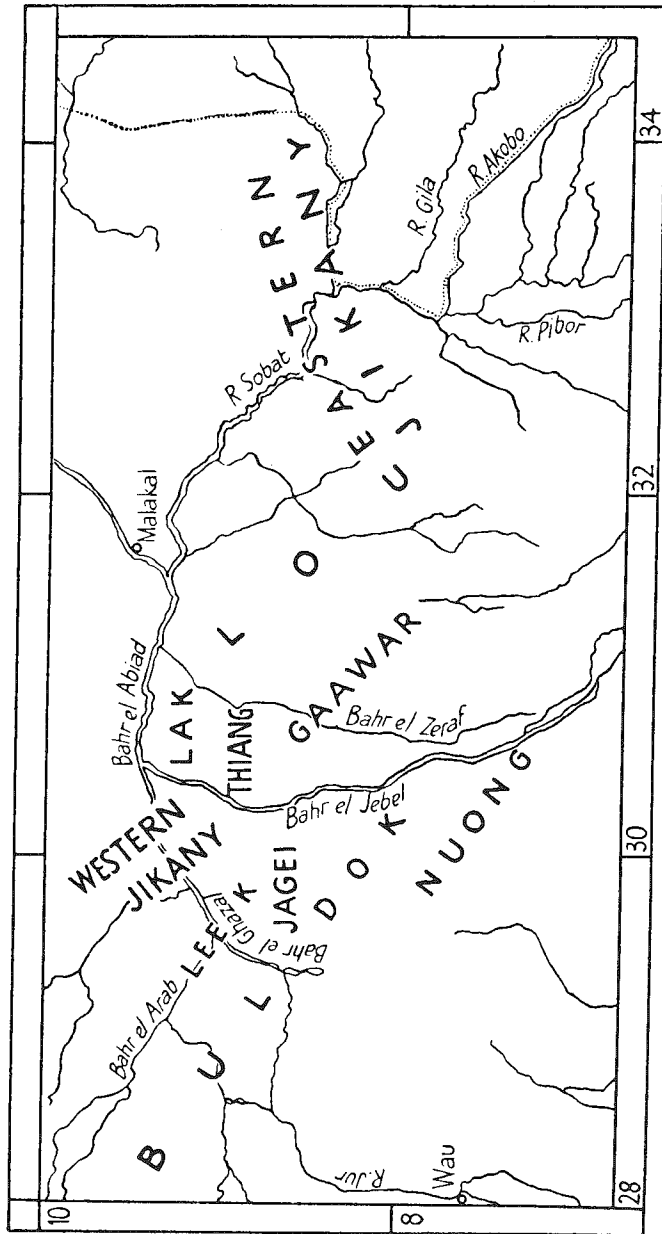 10
8
28
30
32
34
Bahr el Abiad
Malakal
R Sobat
WESTERN
JIKANY
EASTERN
JIKANY
Bahr el Arab
LEEK
Bahr el Ghazal
BUL
LAK
THIANG
LOU
JAGEI
DOK
GAAWAR
Bahr el Jebel
Bahr el Zeraf
NUONG
R. Gila
R. Akobo
R. Pibor
R. Jur
Wau